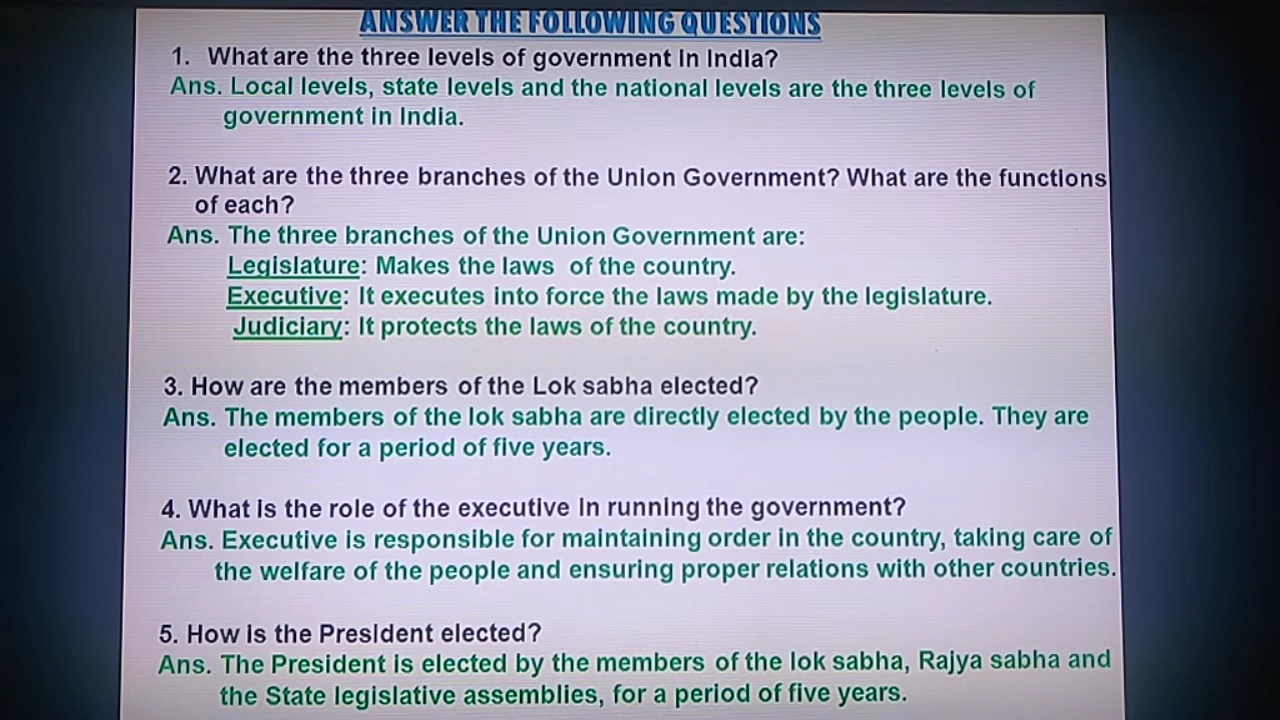 ANSWER THE FOLLOWING QUESTIONS
1. What are the three levels of government in India?
Ans. Local levels, state levels and the national levels are the three levels of
government in India.
2. What are the three branches of the Union Government? What are the functions
of each?
Ans. The three branches of the Union Government are:
Legislature: Makes the laws of the country.
Executive: It executes into force the laws made by the legislature.
Judiciary: It protects the laws of the country.
3. How are the members of the Lok sabha elected?
Ans. The members of the lok sabha are directly elected by the people. They are
elected for a period of five years.
4. What is the role of the executive in running the government?
Ans. Executive is responsible for maintaining order in the country, taking care of
the welfare of the people and ensuring proper relations with other countries.
5. How is the President elected?
Ans. The President is elected by the members of the lok sabha, Rajya sabha and
the State legislative assemblies, for a period of five years.